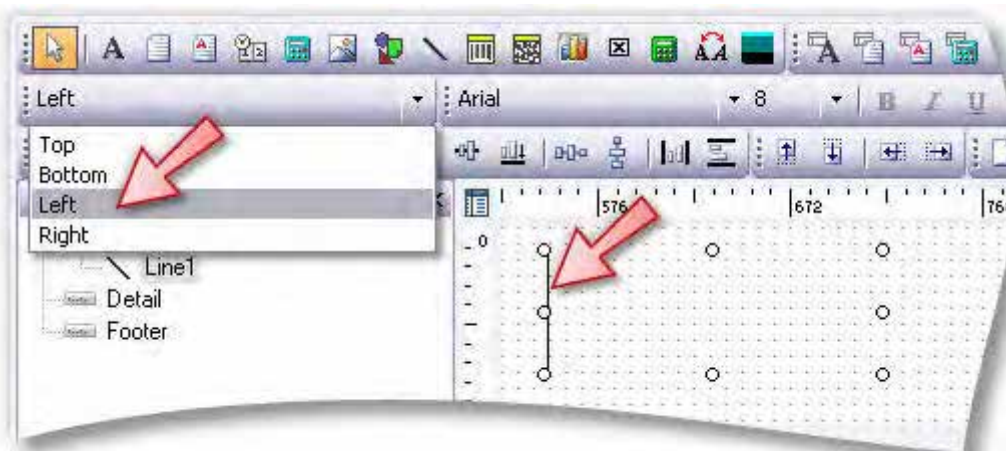 Left
Arial
8
B I U
Top
Bottom
Left
Right
Line1
Detail
Footer
576
672
0